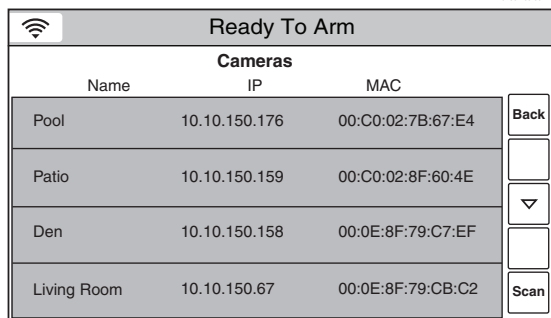 Ready To Arm
Cameras
Name IP MAC
Pool 10.10.150.176 00:C0:02:7B:67:E4
Back
Patio 10.10.150.159 00:C0:02:8F:60:4E
Den 10.10.150.158 00:0E:8F:79:C7:EF
Living Room 10.10.150.67 00:0E:8F:79:CB:C2
Scan